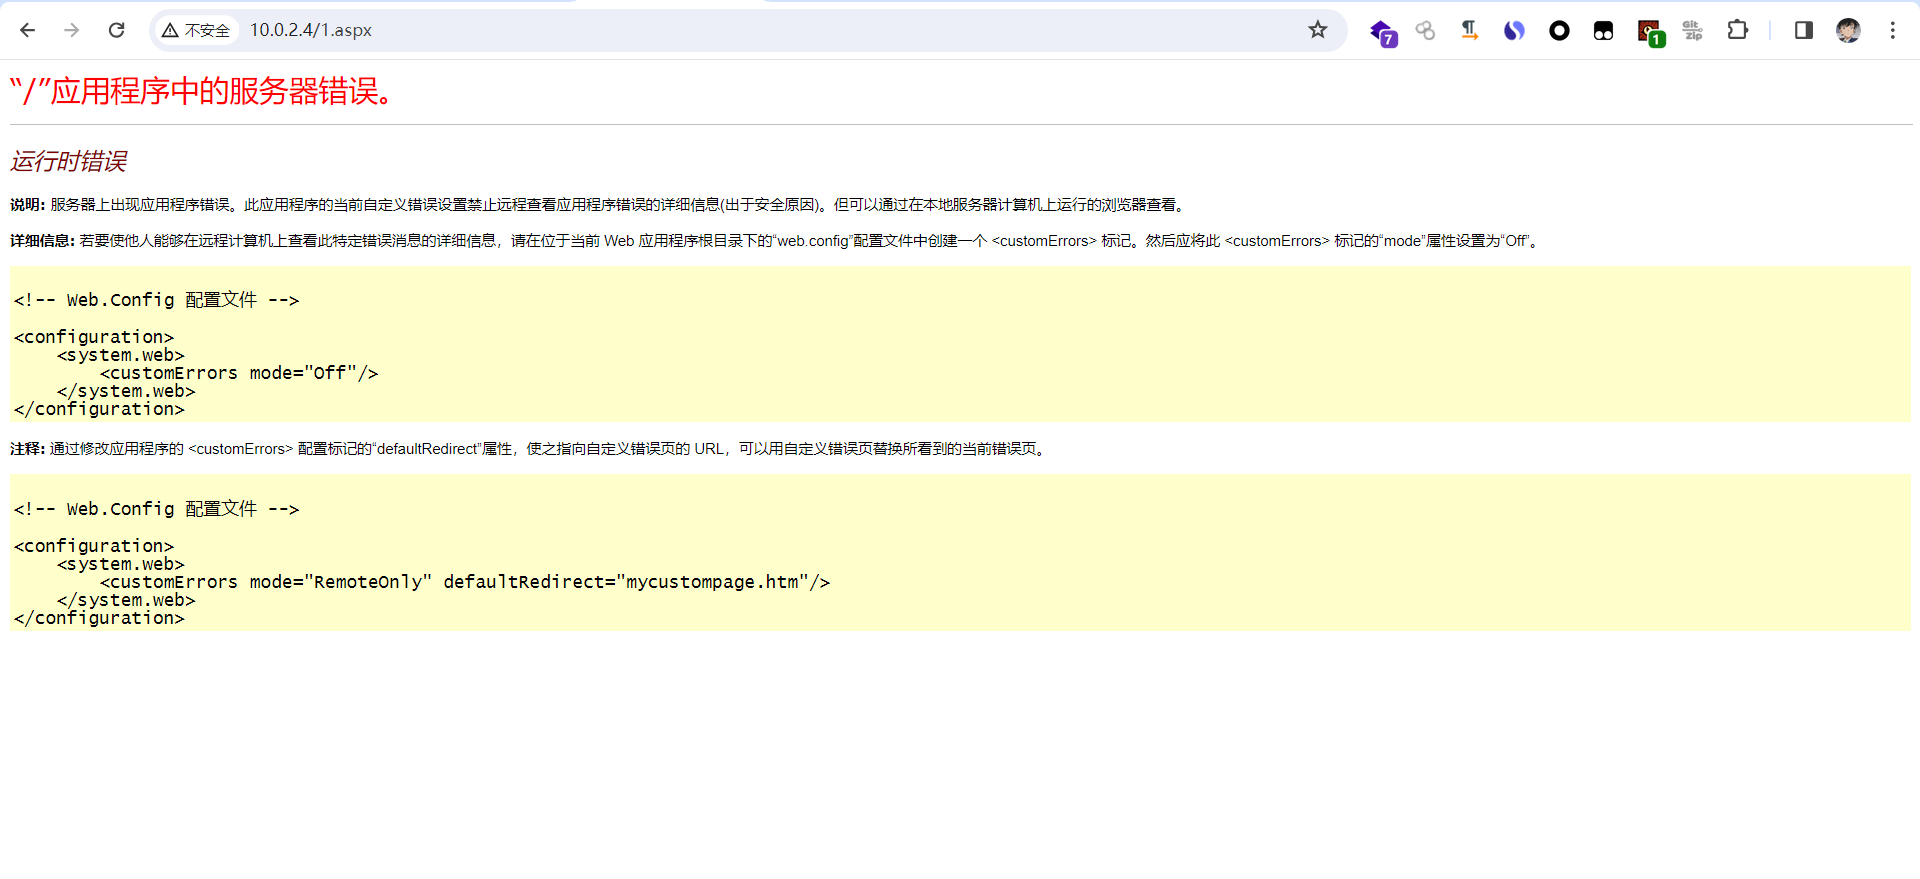 不安全 10.0.2.4/1.aspx
7
1
Git
Zip
“/”应用程序中的服务器错误。
运行时错误
说明: 服务器上出现应用程序错误。此应用程序的当前自定义错误设置禁止远程查看应用程序错误的详细信息(出于安全原因)。但可以通过在本地服务器计算机上运行的浏览器查看。
详细信息: 若要使他人能够在远程计算机上查看此特定错误消息的详细信息，请在位于当前 Web 应用程序根目录下的“web.config”配置文件中创建一个 <customErrors> 标记。然后应将此 <customErrors> 标记的“mode”属性设置为“Off”。
<!-- Web.Config 配置文件 -->
<configuration>
    <system.web>
        <customErrors mode="Off"/>
    </system.web>
</configuration>
注释: 通过修改应用程序的 <customErrors> 配置标记的“defaultRedirect”属性，使之指向自定义错误页的 URL，可以用自定义错误页替换所看到的当前错误页。
<!-- Web.Config 配置文件 -->
<configuration>
    <system.web>
        <customErrors mode="RemoteOnly" defaultRedirect="mycustompage.htm"/>
    </system.web>
</configuration>